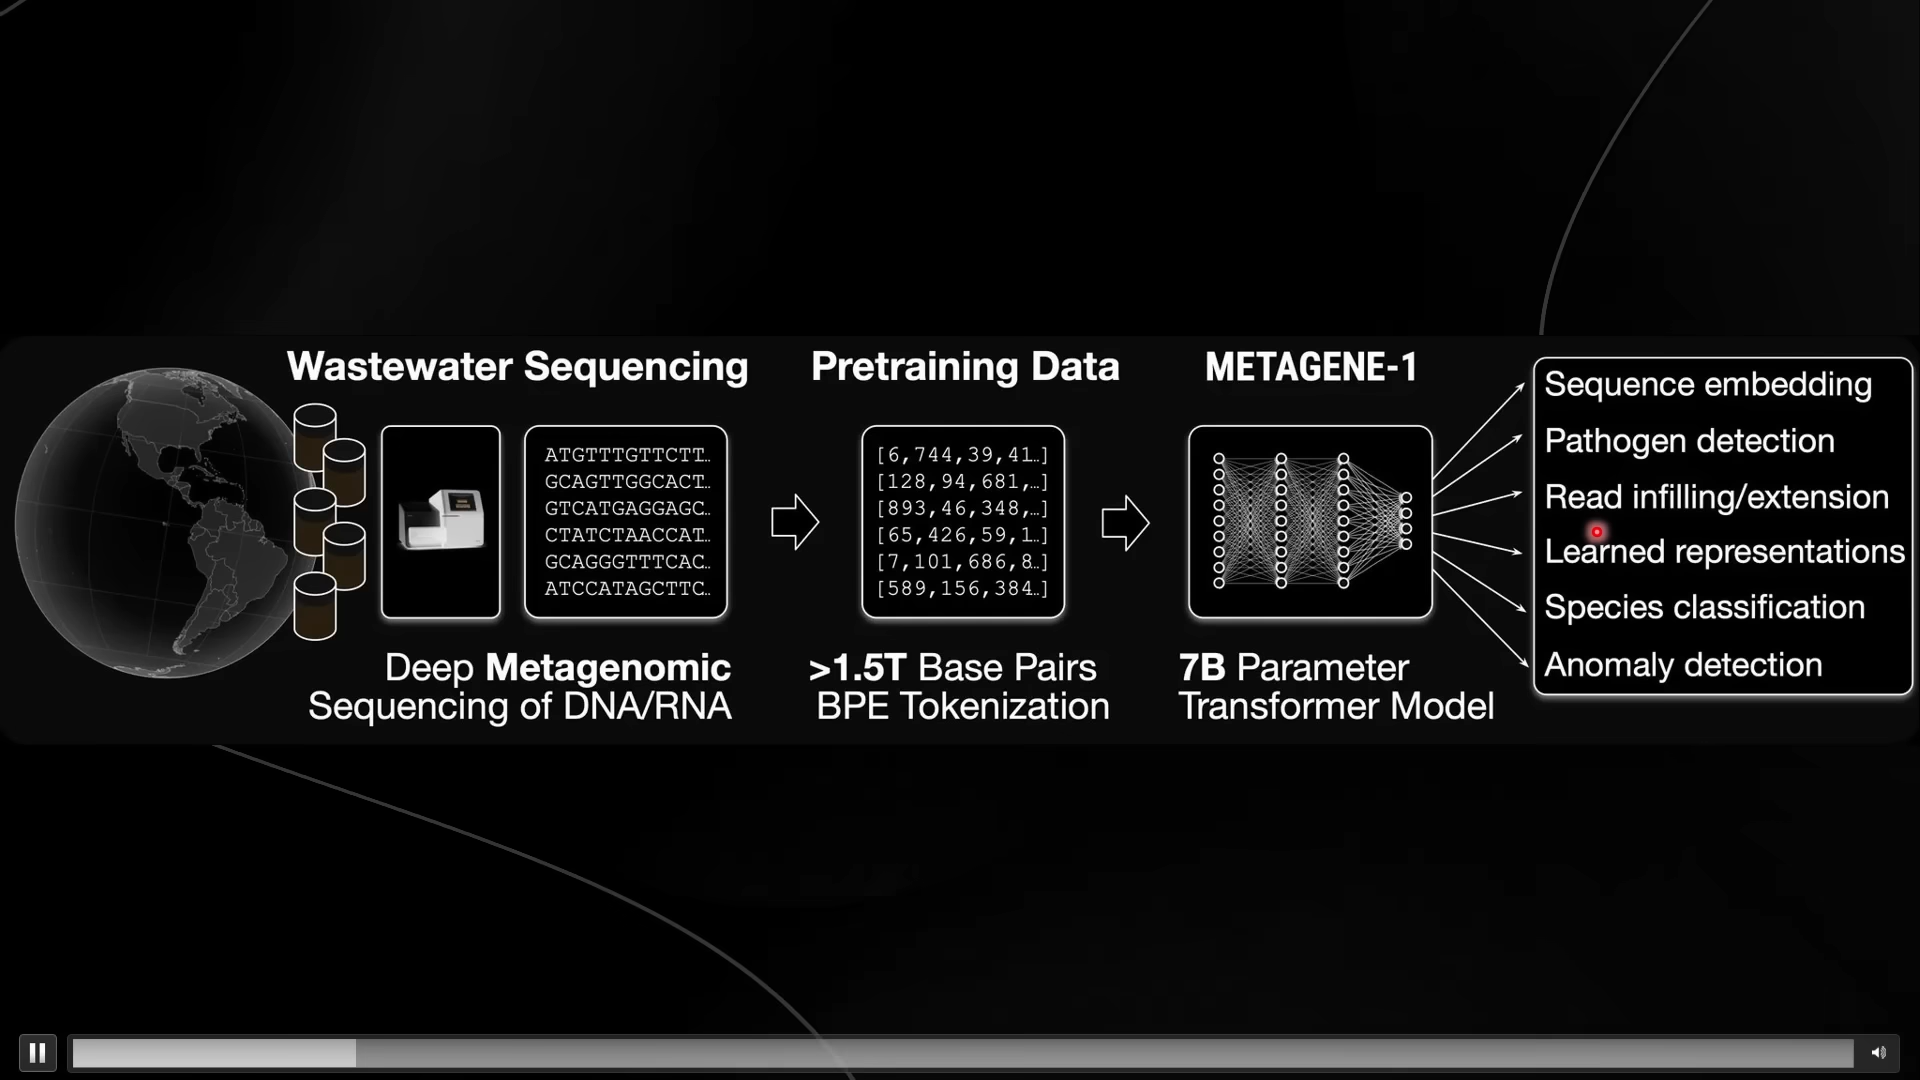 Wastewater Sequencing
ATGTTTGTTCTT…
GCAGTTGGCACT…
GTCATGAGGAGC…
CTATCTAACCAT…
GCAGGGTTTCAC…
ATCCATAGCTTC…
Deep Metagenomic
Sequencing of DNA/RNA
Pretraining Data
[6,744,39,41…]
[128,94,681,…]
[893,46,348,…]
[65,426,59,1…]
[7,101,686,8…]
[589,156,384…]
>1.5T Base Pairs
BPE Tokenization
METAGENE-1
7B Parameter
Transformer Model
Sequence embedding
Pathogen detection
Read infilling/extension
Learned representations
Species classification
Anomaly detection